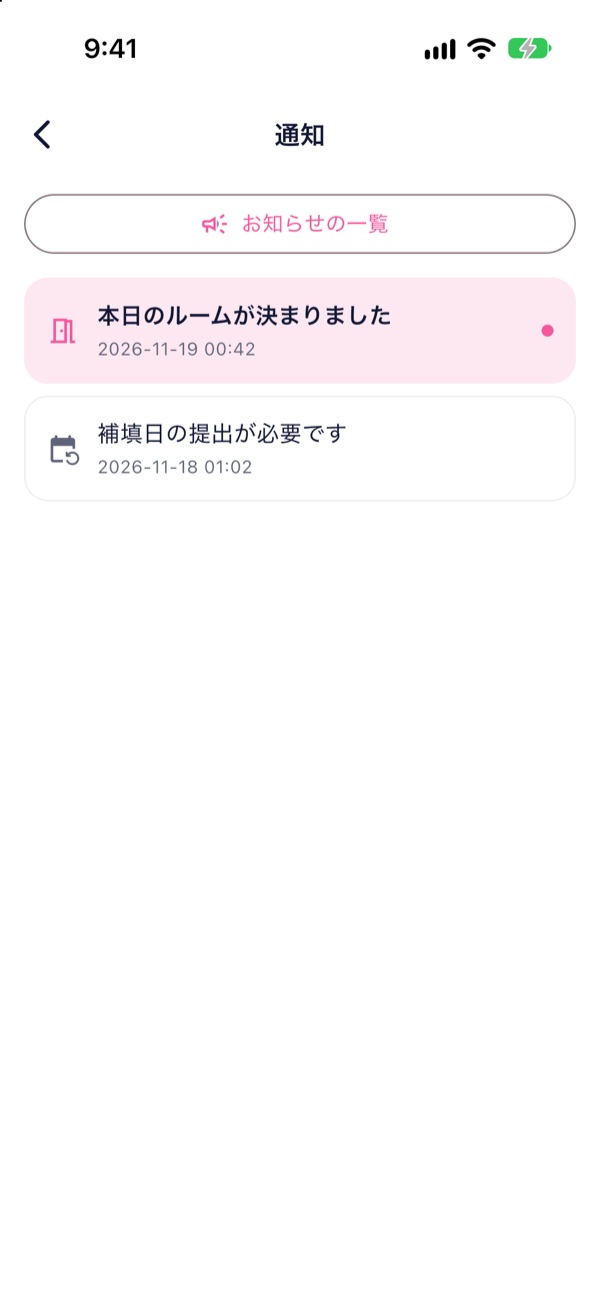 9:41
通知
お知らせの一覧
本日のルームが決まりました
2026-11-19 00:42
補填日の提出が必要です
2026-11-18 01:02